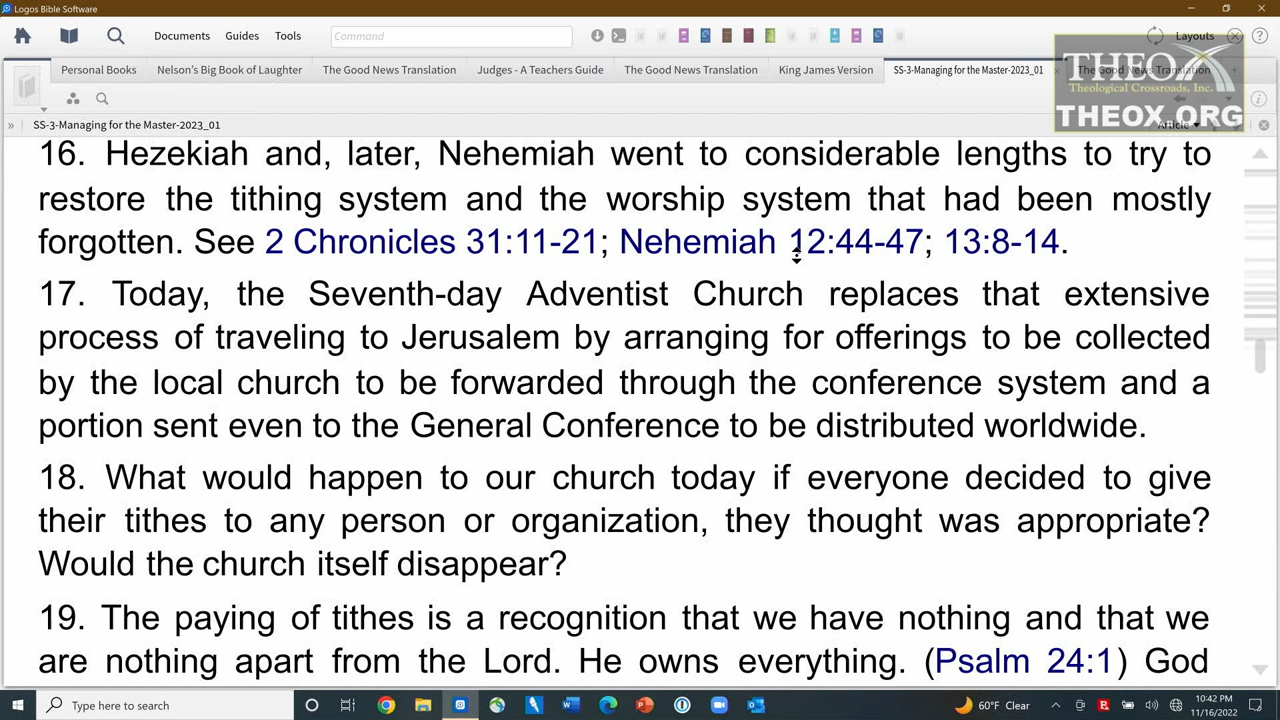 Logos Bible Software
Documents Guides Tools Command Layouts
Personal Books Nelson's Big Book of Laughter The Go Judges - A Teachers Guide The Good News Translation King James Version SS-3-Managing for the Master-2023_01 The Good News Translation
THEOX
Theological Crossroads, Inc.
THEOX.ORG
SS-3-Managing for the Master-2023_01 Article
16. Hezekiah and, later, Nehemiah went to considerable lengths to try to
restore the tithing system and the worship system that had been mostly
forgotten. See 2 Chronicles 31:11-21; Nehemiah 12:44-47; 13:8-14.
17. Today, the Seventh-day Adventist Church replaces that extensive
process of traveling to Jerusalem by arranging for offerings to be collected
by the local church to be forwarded through the conference system and a
portion sent even to the General Conference to be distributed worldwide.
18. What would happen to our church today if everyone decided to give
their tithes to any person or organization, they thought was appropriate?
Would the church itself disappear?
19. The paying of tithes is a recognition that we have nothing and that we
are nothing apart from the Lord. He owns everything. (Psalm 24:1) God
Type here to search
60°F Clear
10:42 PM
11/16/2022